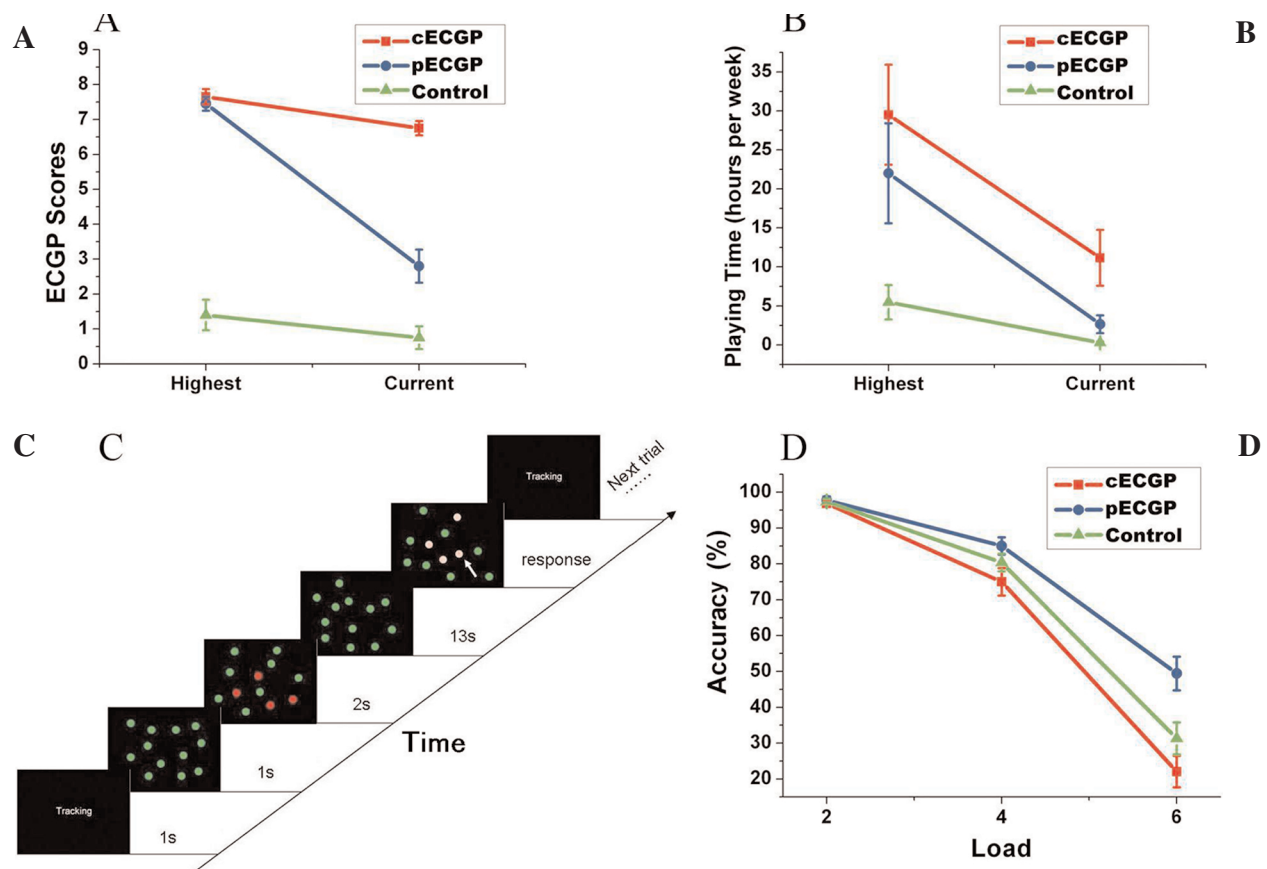 A
A
cECGP
pECGP
Control
9
8
7
6
5
4
3
2
1
0
ECGP Scores
Highest
Current
B
B
cECGP
pECGP
Control
35
30
25
20
15
10
5
0
Playing Time (hours per week)
Highest
Current
C
C
Tracking
1s
1s
2s
13s
response
Tracking
Next trial
......
Time
D
D
cECGP
pECGP
Control
100
90
80
70
60
50
40
30
20
Accuracy (%)
2
4
6
Load